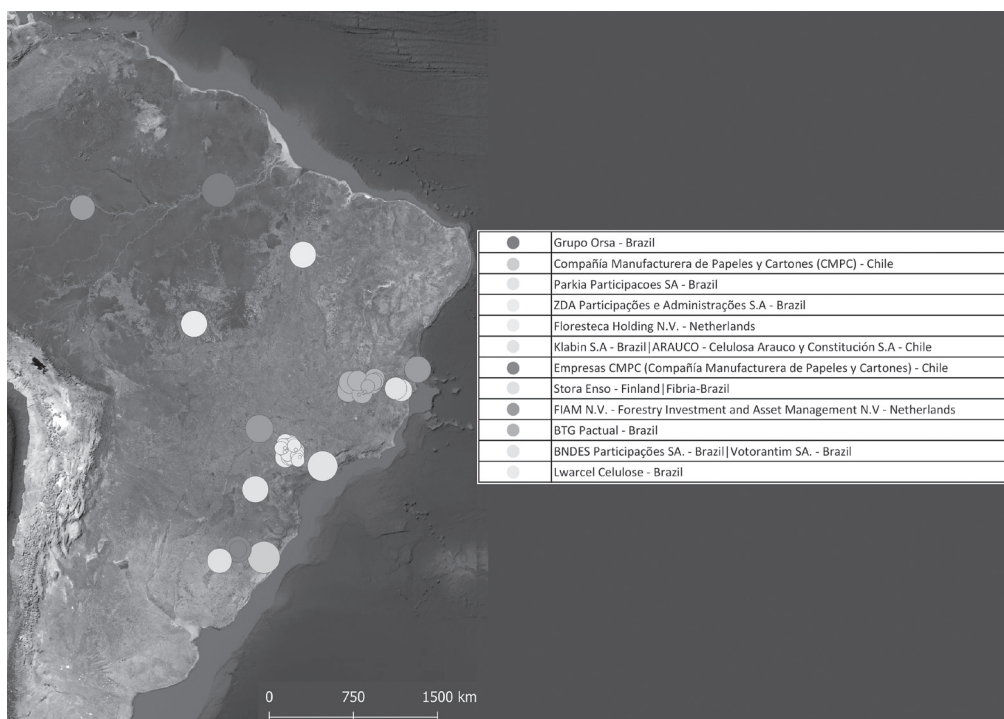 Grupo Orsa - Brazil
Compañía Manufacturera de Papeles y Cartones (CMPC) - Chile
Parkia Participacoes SA - Brazil
ZDA Participações e Administrações S.A - Brazil
Floresteca Holding N.V. - Netherlands
Klabin S.A - Brazil|ARAUCO - Celulosa Arauco y Constitución S.A - Chile
Empresas CMPC (Compañía Manufacturera de Papeles y Cartones) - Chile
Stora Enso - Finland|Fibria-Brazil
FIAM N.V. - Forestry Investment and Asset Management N.V - Netherlands
BTG Pactual - Brazil
BNDES Participações SA. - Brazil|Votorantim SA. - Brazil
Lwarcel Celulose - Brazil
0 750 1500 km